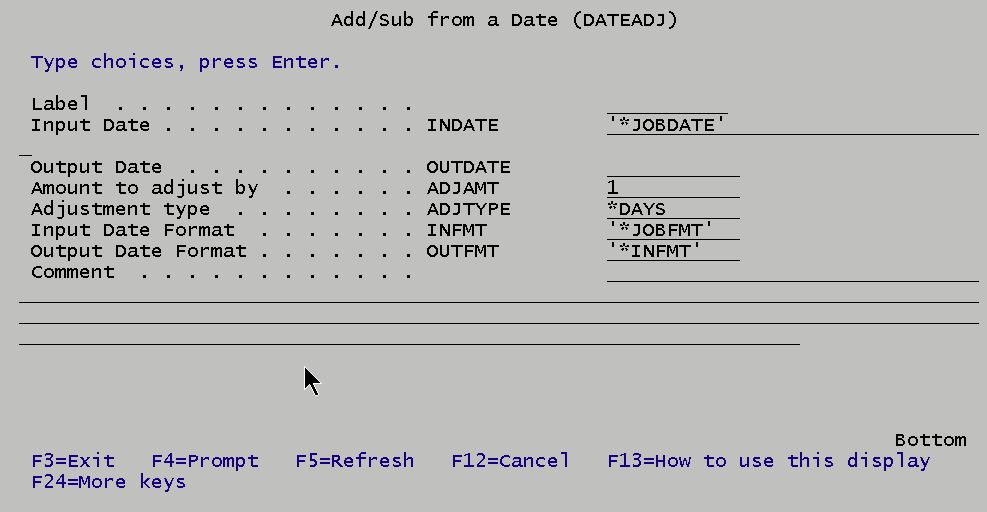 Add/Sub from a Date (DATEADJ)
Type choices, press Enter.
Label . . . . . . . . . . . . .
Input Date . . . . . . . . . . . INDATE '*JOBDATE'
Output Date . . . . . . . . . . OUTDATE
Amount to adjust by . . . . . . ADJAMT 1
Adjustment type . . . . . . . . ADJTYPE *DAYS
Input Date Format . . . . . . . INFMT '*JOBFMT'
Output Date Format . . . . . . . OUTFMT '*INFMT'
Comment . . . . . . . . . . . .
Bottom
F3=Exit F4=Prompt F5=Refresh F12=Cancel F13=How to use this display
F24=More keys